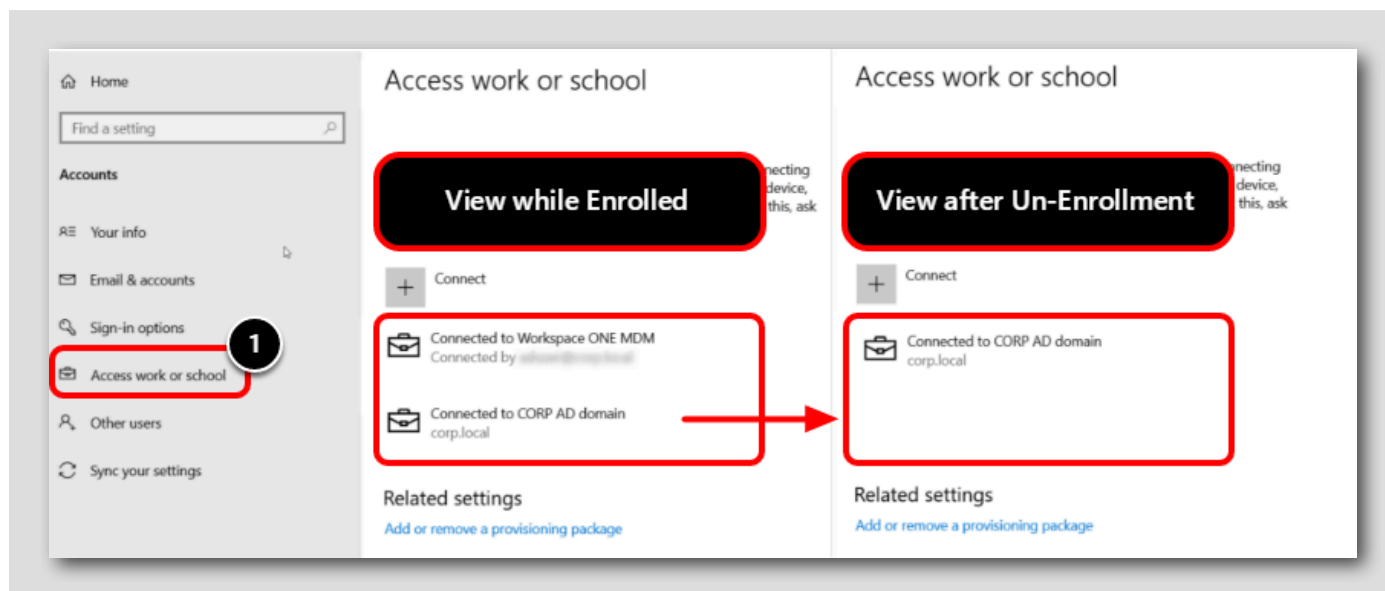 Home
Find a setting
Accounts
Your info
Email & accounts
Sign-in options
1
Access work or school
Other users
Sync your settings
Access work or school
View while Enrolled
device,
this, ask
Connect
Connected to Workspace ONE MDM
Connected by
Connected to CORP AD domain
corp.local
Related settings
Add or remove a provisioning package
Access work or school
View after Un-Enrollment
device,
this, ask
Connect
Connected to CORP AD domain
corp.local
Related settings
Add or remove a provisioning package